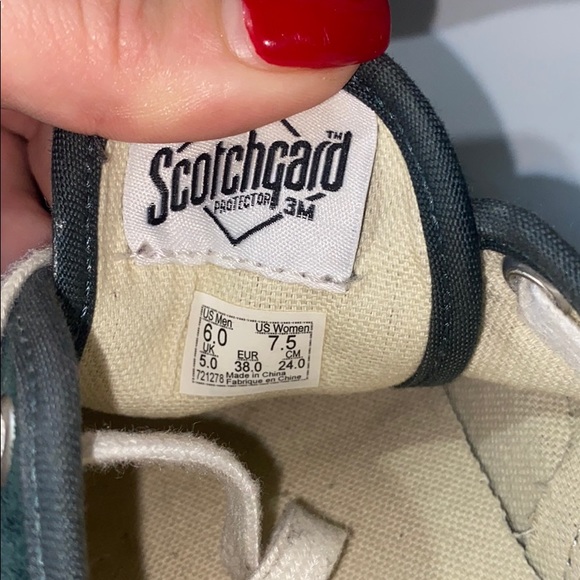 Scotchgard™
PROTECTOR 3M
US Men US Women
6.0 7.5
UK EUR CM
5.0 38.0 24.0
721278 Made in China
Fabrique en Chine